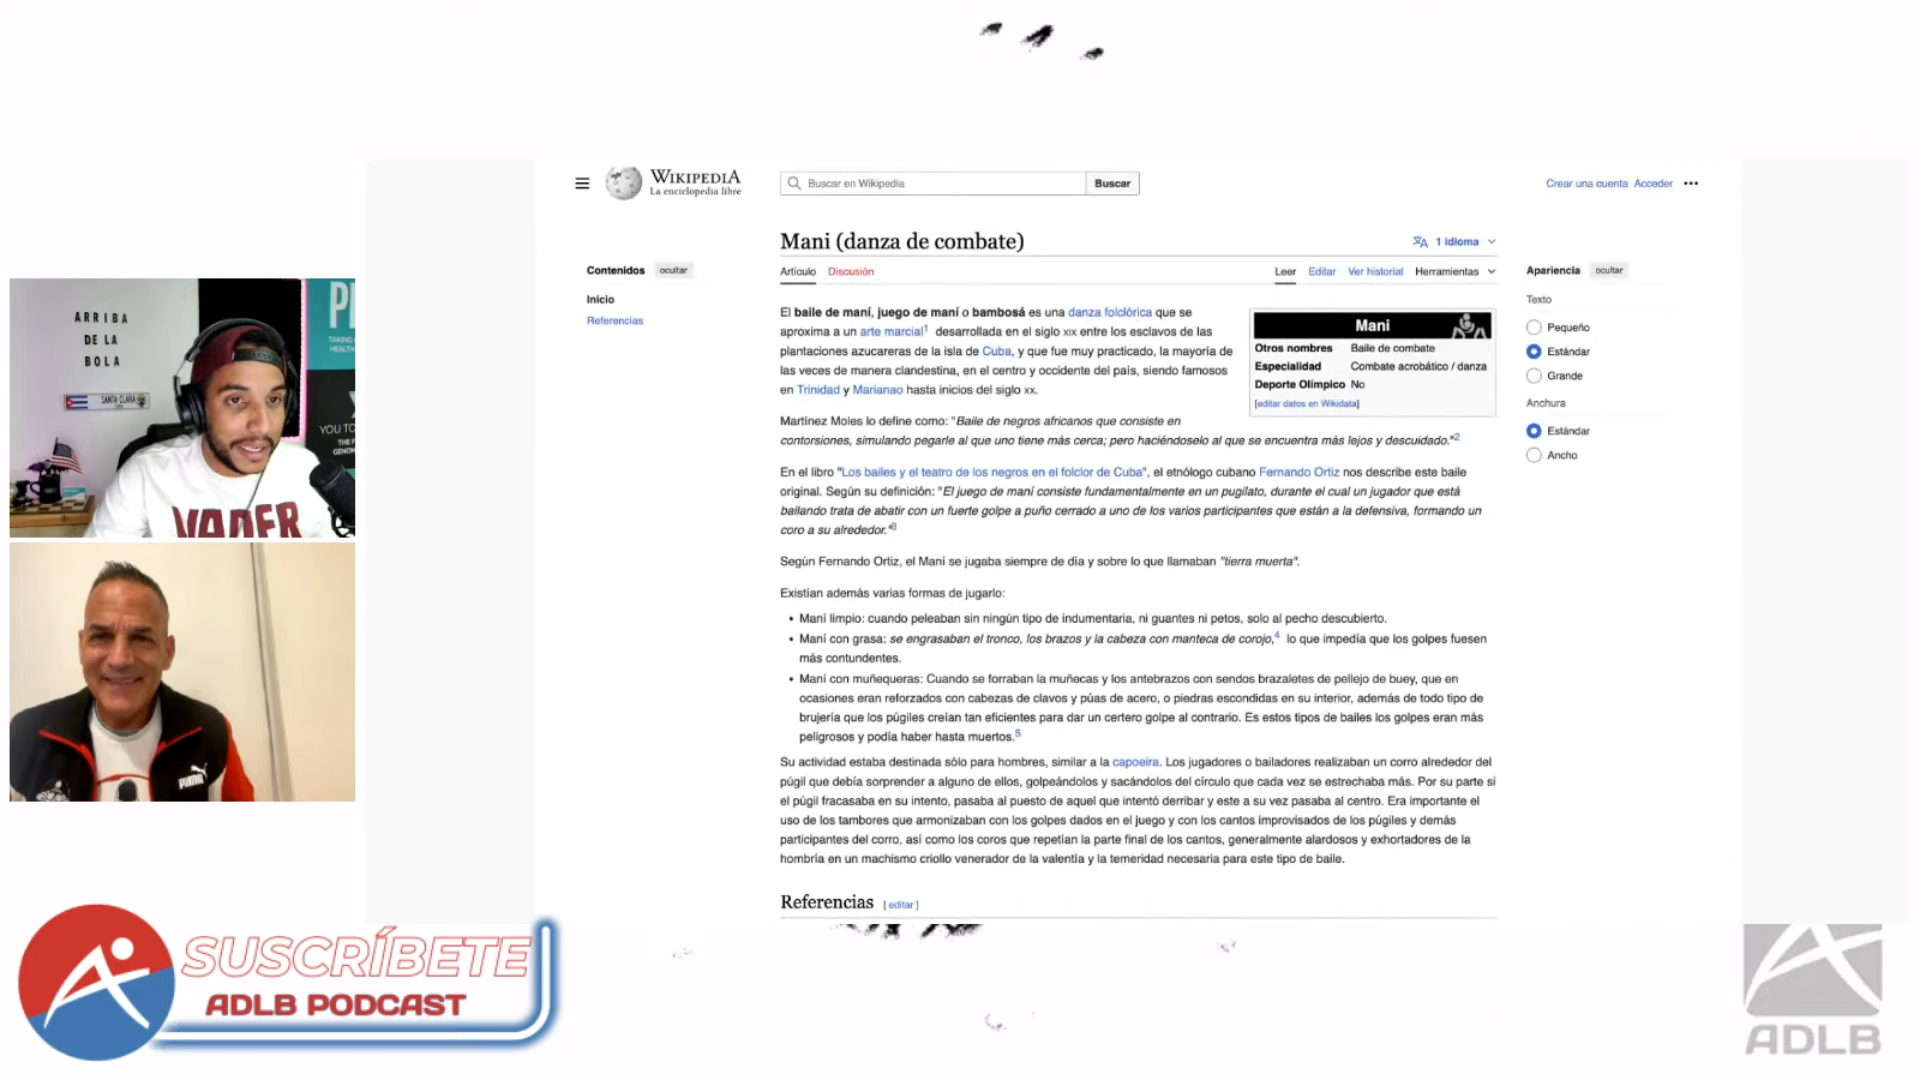 WIKIPEDIA
La enciclopedia libre
Buscar en Wikipedia
Buscar
Crear una cuenta Acceder
Mani (danza de combate)
1 idioma
Contenidos ocultar
Inicio
Referencias
Artículo Discusión
Leer Editar Ver historial Herramientas
Apariencia ocultar
Texto
Pequeño
Estándar
Grande
Anchura
Estándar
Ancho
El baile de maní, juego de maní o bambosá es una danza folclórica que se
aproxima a un arte marcial1 desarrollada en el siglo XIX entre los esclavos de las
plantaciones azucareras de la isla de Cuba, y que fue muy practicado, la mayoría de
las veces de manera clandestina, en el centro y occidente del país, siendo famosos
en Trinidad y Marianao hasta inicios del siglo XX.
Mani
Otros nombres Baile de combate
Especialidad Combate acrobático / danza
Deporte Olímpico No
[editar datos en Wikidata]
Martínez Moles lo define como: "Baile de negros africanos que consiste en
contorsiones, simulando pegarle al que uno tiene más cerca; pero haciéndoselo al que se encuentra más lejos y descuidado."2
En el libro "Los bailes y el teatro de los negros en el folclor de Cuba", el etnólogo cubano Fernando Ortiz nos describe este baile
original. Según su definición: "El juego de maní consiste fundamentalmente en un pugilato, durante el cual un jugador que está
bailando trata de abatir con un fuerte golpe a puño cerrado a uno de los varios participantes que están a la defensiva, formando un
coro a su alrededor."
Según Fernando Ortiz, el Maní se jugaba siempre de día y sobre lo que llamaban "tierra muerta".
Existían además varias formas de jugarlo:
• Maní limpio: cuando peleaban sin ningún tipo de indumentaria, ni guantes ni petos, solo al pecho descubierto.
• Maní con grasa: se engrasaban el tronco, los brazos y la cabeza con manteca de corojo,4 lo que impedía que los golpes fuesen
más contundentes.
• Maní con muñequeras: Cuando se forraban la muñecas y los antebrazos con sendos brazaletes de pellejo de buey, que en
ocasiones eran reforzados con cabezas de clavos y púas de acero, o piedras escondidas en su interior, además de todo tipo de
brujería que los púgiles creían tan eficientes para dar un certero golpe al contrario. Es estos tipos de bailes los golpes eran más
peligrosos y podía haber hasta muertos.5
Su actividad estaba destinada sólo para hombres, similar a la capoeira. Los jugadores o bailadores realizaban un corro alrededor del
púgil que debía sorprender a alguno de ellos, golpeándolos y sacándolos del círculo que cada vez se estrechaba más. Por su parte si
el púgil fracasaba en su intento, pasaba al puesto de aquel que intentó derribar y este a su vez pasaba al centro. Era importante el
uso de los tambores que armonizaban con los golpes dados en el juego y con los cantos improvisados de los púgiles y demás
participantes del corro, así como los coros que repetían la parte final de los cantos, generalmente alardosos y exhortadores de la
hombría en un machismo criollo venerador de la valentía y la temeridad necesaria para este tipo de baile.
Referencias [ editar ]
ARRIBA
DE LA
BOLA
SANTA CLARA
VADER
YOU TO
PUMA
SUSCRÍBETE
ADLB PODCAST
ADLB